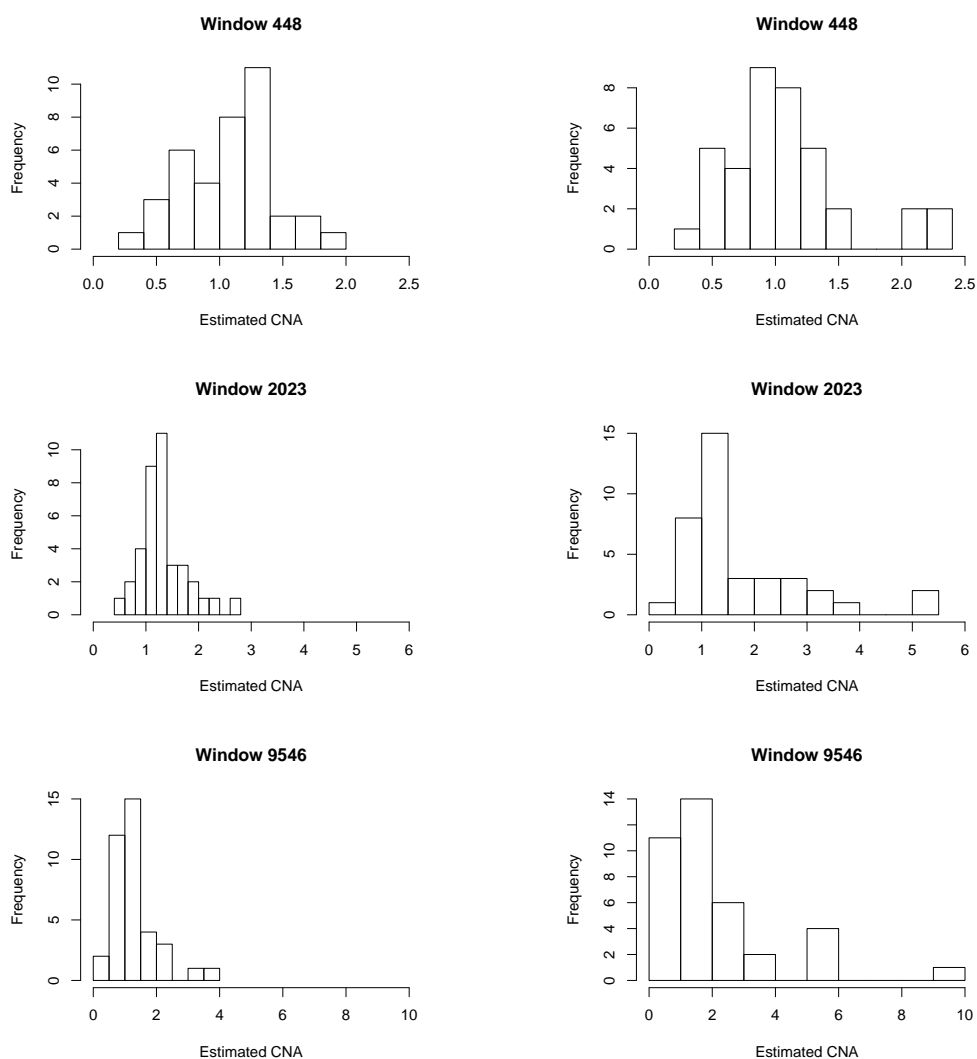 Window 448
Frequency
0 2 4 6 8 10
0.0 0.5 1.0 1.5 2.0 2.5
Estimated CNA
Window 448
Frequency
0 2 4 6 8
0.0 0.5 1.0 1.5 2.0 2.5
Estimated CNA
Window 2023
Frequency
0 2 4 6 8 10
0 1 2 3 4 5 6
Estimated CNA
Window 2023
Frequency
0 5 10 15
0 1 2 3 4 5 6
Estimated CNA
Window 9546
Frequency
0 5 10 15
0 2 4 6 8 10
Estimated CNA
Window 9546
Frequency
0 2 4 6 8 10 14
0 2 4 6 8 10
Estimated CNA